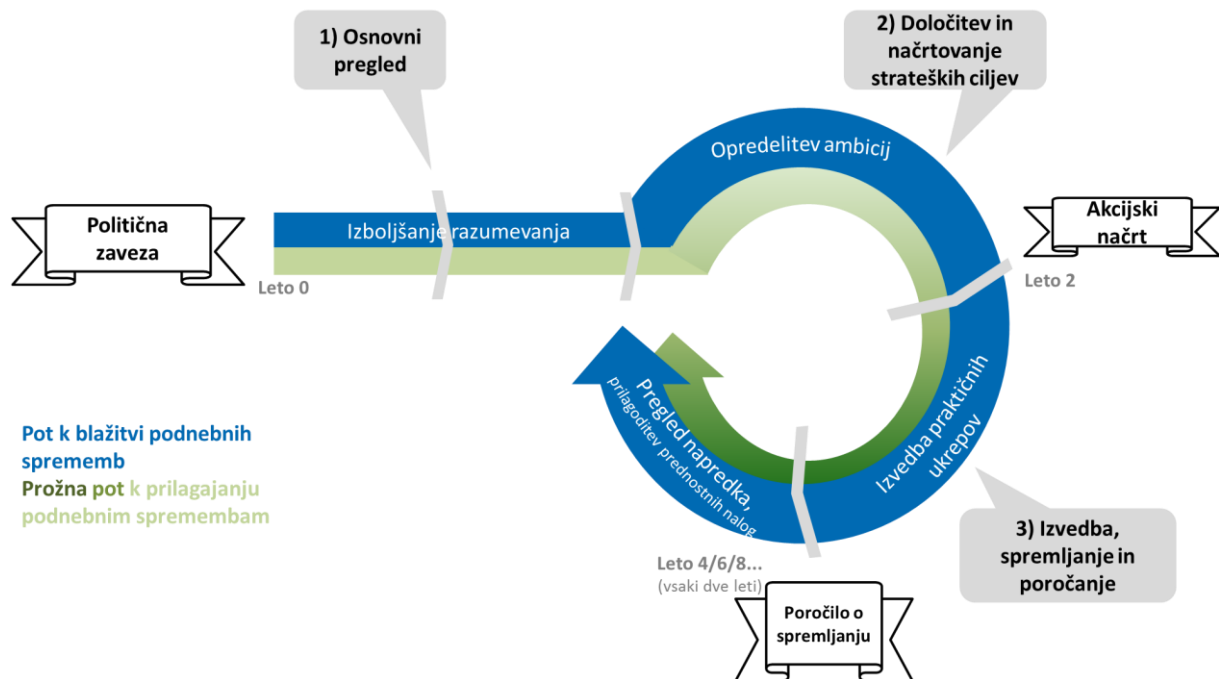 1) Osnovni
pregled
2) Določitev in
načrtovanje
strateških ciljev
Opredelitev ambicij
Politična
zaveza
Izboljšanje razumevanja
Akcijski
načrt
Leto 0
Leto 2
Pregled napredka,
prilagoditev prednostnih nalog
Izvedba praktičnih
ukrepov
Pot k blažitvi podnebnih
sprememb
Prožna pot k prilagajanju
podnebnim spremembam
3) Izvedba,
spremljanje in
poročanje
Leto 4/6/8...
(vsaki dve leti)
Poročilo o
spremljanju